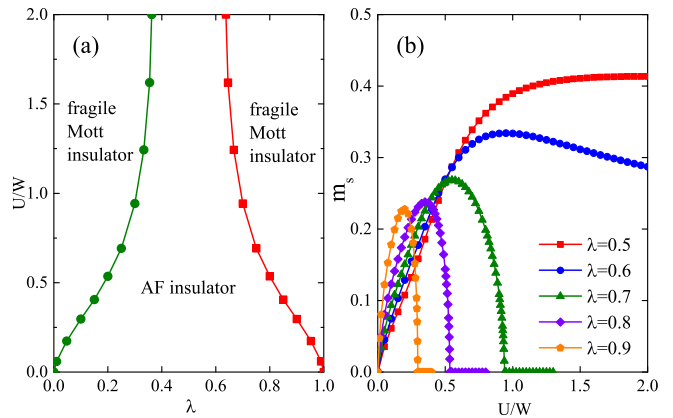 (a)
2.0
1.5
1.0
0.5
0.0
U/W
fragile
Mott
insulator
fragile
Mott
insulator
AF insulator
0.0 0.2 0.4 0.6 0.8 1.0
λ
(b)
0.5
0.4
0.3
0.2
0.1
0.0
m_s
λ=0.5
λ=0.6
λ=0.7
λ=0.8
λ=0.9
0.0 0.5 1.0 1.5 2.0
U/W